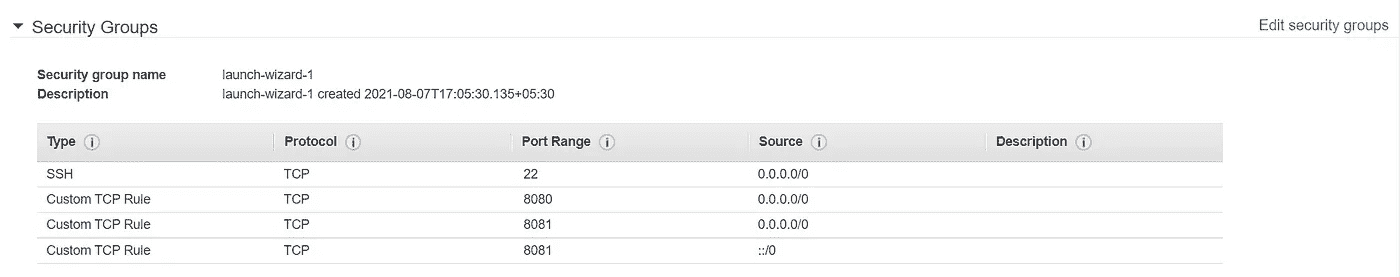 Security Groups Edit security groups
Security group name launch-wizard-1
Description launch-wizard-1 created 2021-08-07T17:05:30.135+05:30
Type i Protocol i Port Range i Source i Description i
SSH TCP 22 0.0.0.0/0
Custom TCP Rule TCP 8080 0.0.0.0/0
Custom TCP Rule TCP 8081 0.0.0.0/0
Custom TCP Rule TCP 8081 ::/0